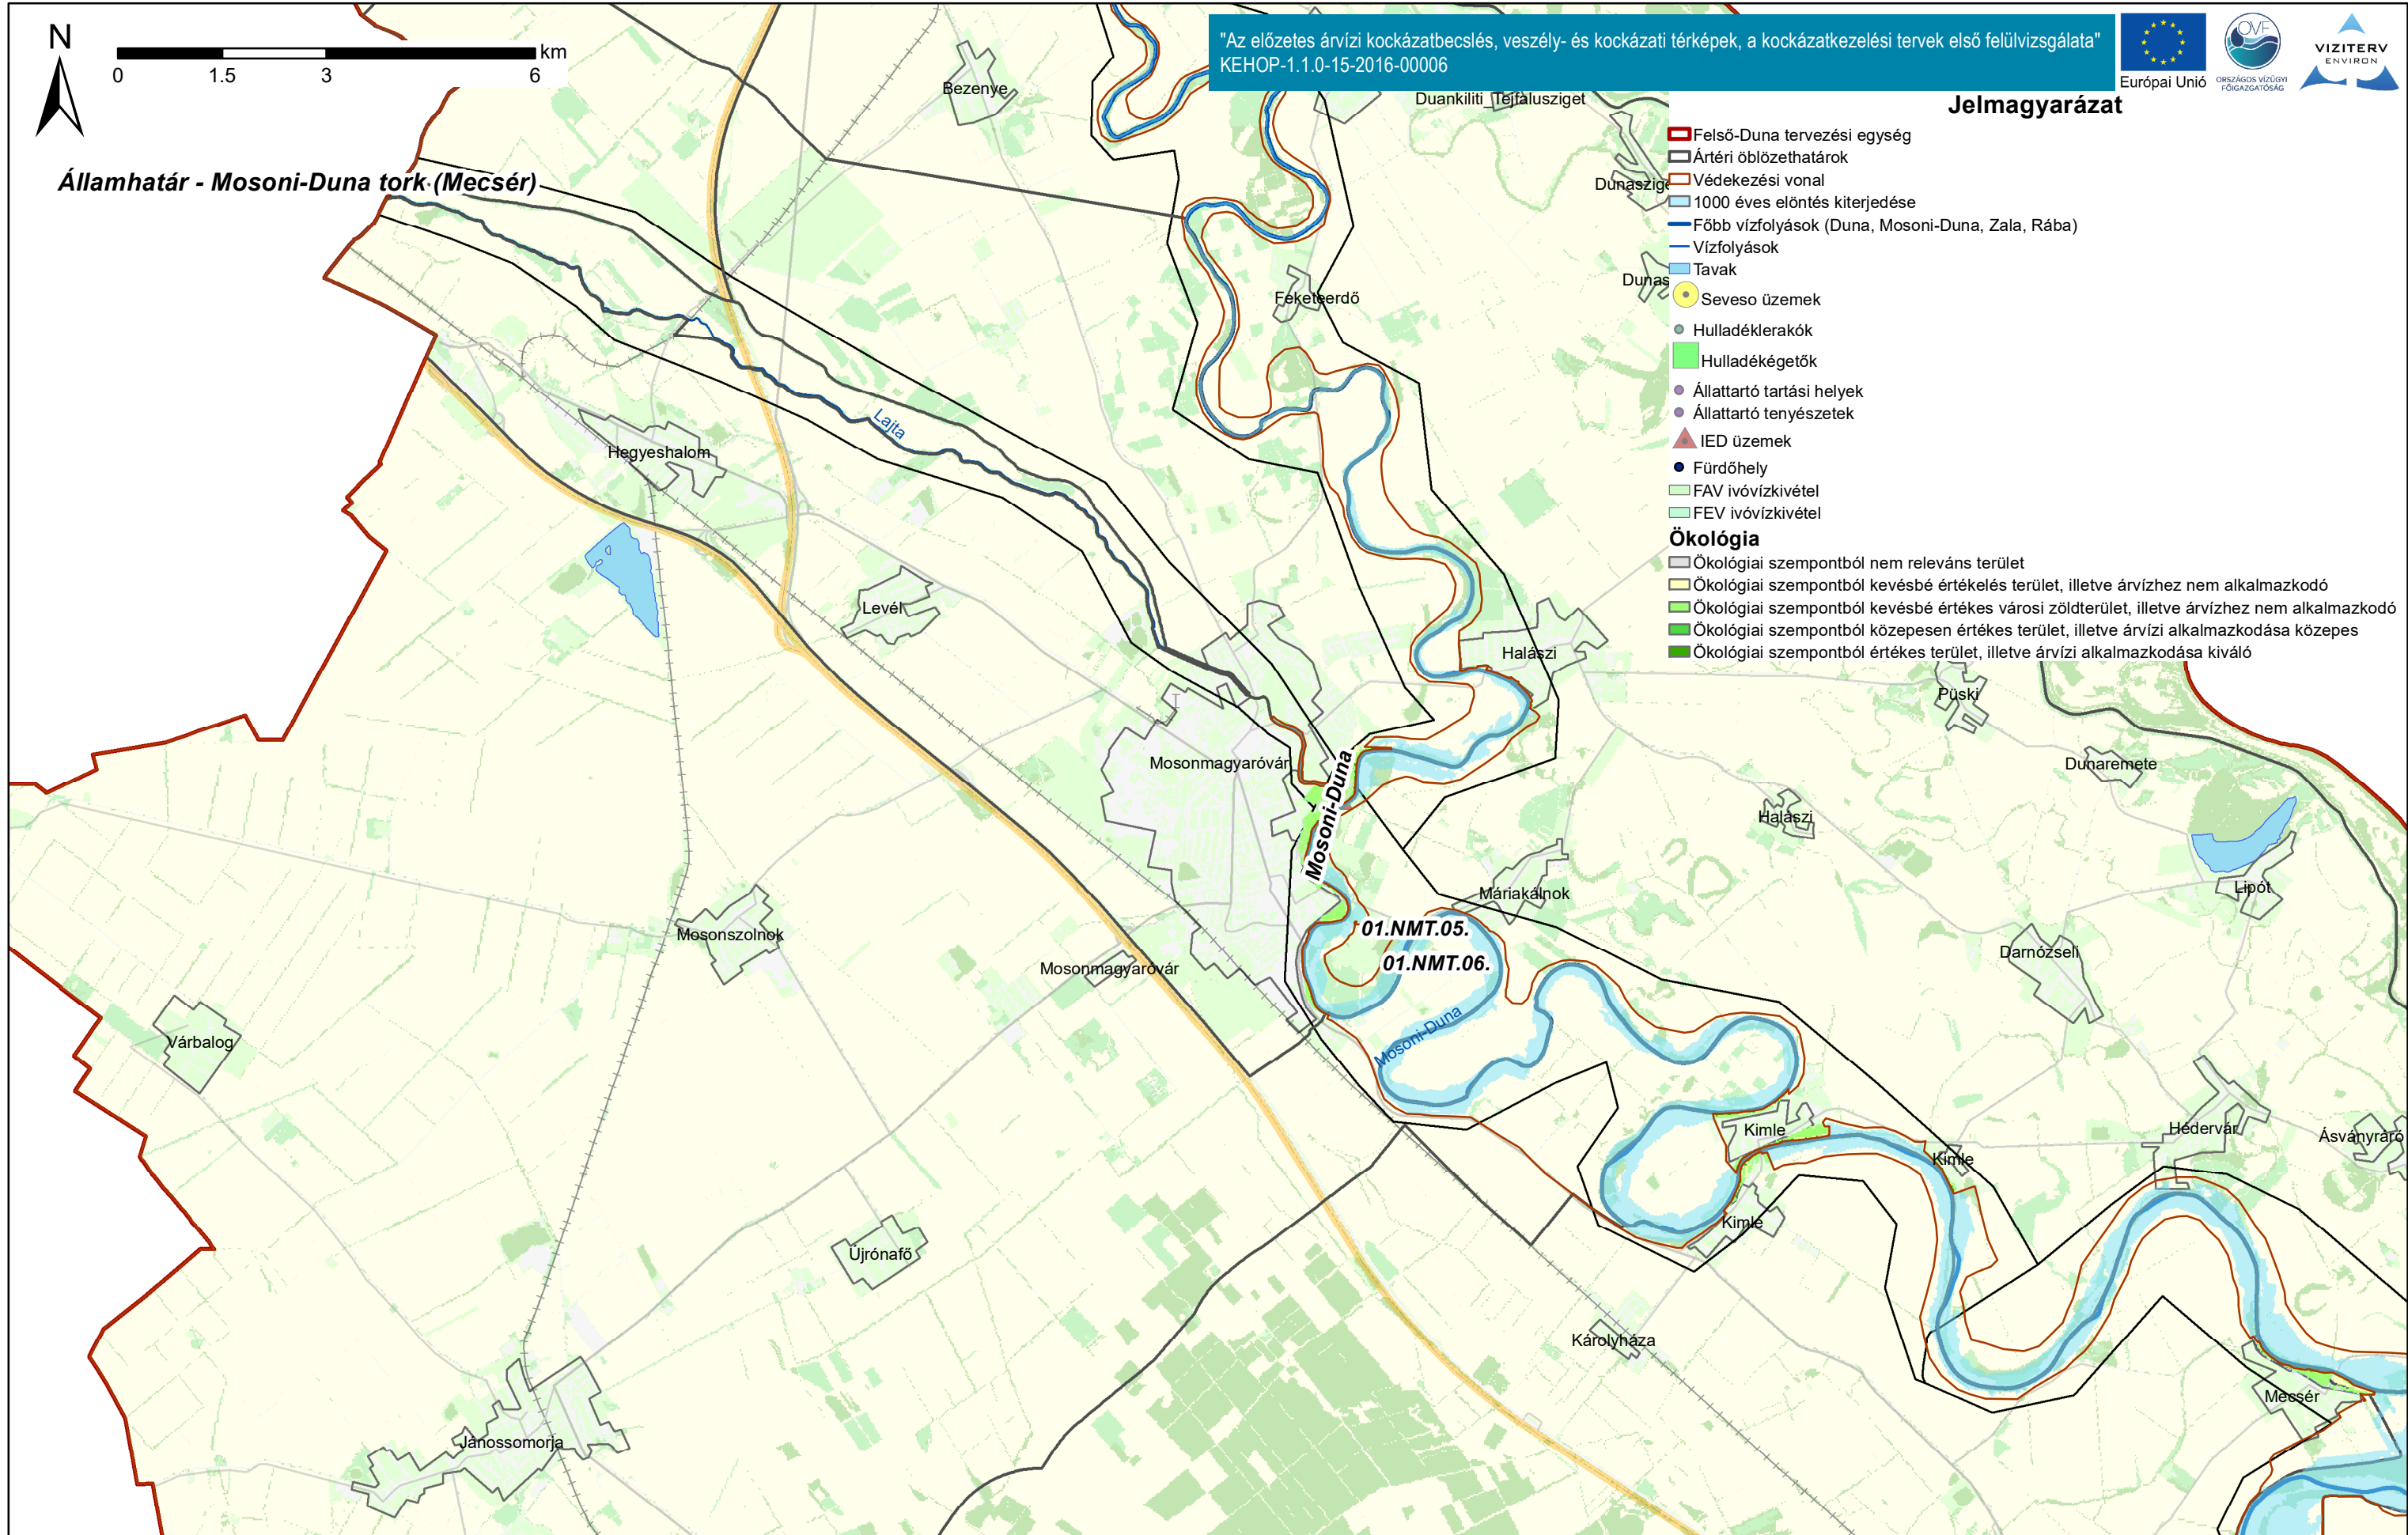 N
km
0 1.5 3 6
"Az előzetes árvízi kockázatbecslés, veszély- és kockázati térképek, a kockázatkezelési tervek első felülvizsgálata"
KEHOP-1.1.0-15-2016-00006
Európai Unió
OVF
ORSZÁGOS VÍZÜGYI
FŐIGAZGATÓSÁG
VIZITERV
ENVIRON
Államhatár - Mosoni-Duna tork (Mecsér)
Jelmagyarázat
Felső-Duna tervezési egység
Ártéri öblözethatárok
Védekezési vonal
1000 éves elöntés kiterjedése
Főbb vízfolyások (Duna, Mosoni-Duna, Zala, Rába)
Vízfolyások
Tavak
Seveso üzemek
Hulladéklerakók
Hulladékégetők
Állattartó tartási helyek
Állattartó tenyészetek
IED üzemek
Fürdőhely
FAV ivóvízkivétel
FEV ivóvízkivétel
Ökológia
Ökológiai szempontból nem releváns terület
Ökológiai szempontból kevésbé értékelés terület, illetve árvízhez nem alkalmazkodó
Ökológiai szempontból kevésbé értékes városi zöldterület, illetve árvízhez nem alkalmazkodó
Ökológiai szempontból közepesen értékes terület, illetve árvízi alkalmazkodása közepes
Ökológiai szempontból értékes terület, illetve árvízi alkalmazkodása kiváló
Bezenye
Duankiliti_Tejfalusziget
Dunaszige
Dunas
Feketeerdő
Lajta
Hegyeshalom
Levél
Halászi
Püski
Mosonmagyaróvár
Mosoni-Duna
Dunaremete
Halászi
Lipót
Máriakálnok
01.NMT.05.
01.NMT.06.
Mosonszolnok
Mosonmagyaróvár
Darnózseli
Mosoni-Duna
Várbalog
Kimle
Hédervár
Ásványráró
Kimle
Kimle
Újrónafő
Károlyháza
Mecsér
Jánossomorja